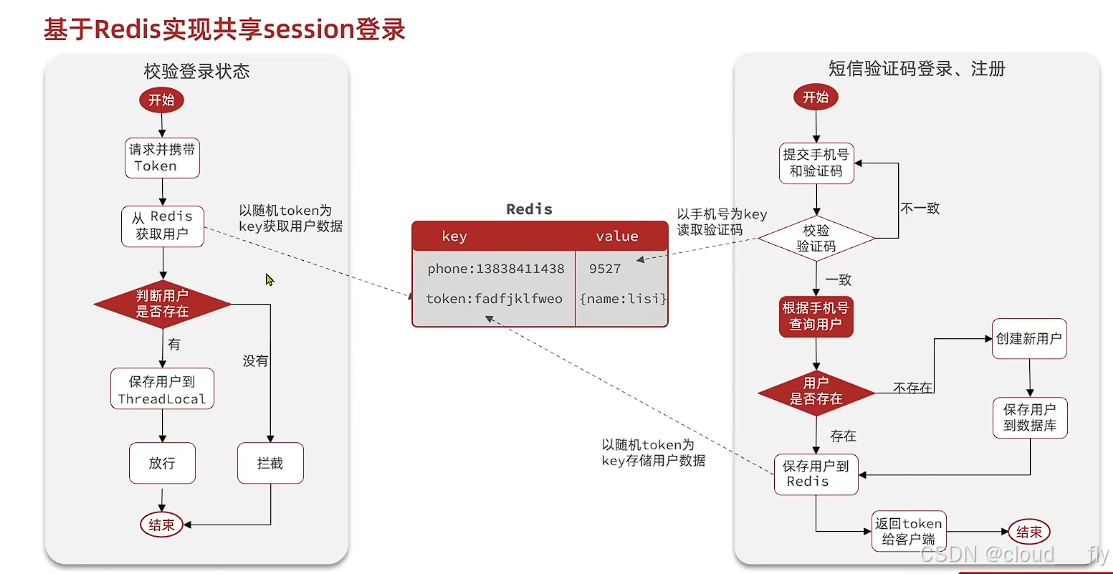 基于Redis实现共享session登录
校验登录状态
开始
请求并携带
Token
从 Redis
获取用户
以随机token为
key获取用户数据
判断用户
是否存在
有
没有
保存用户到
ThreadLocal
放行
拦截
结束
Redis
key
value
phone:13838411438
9527
token:fadfjklfweo
{name:lisi}
以手机号为key
读取验证码
以随机token为
key存储用户数据
短信验证码登录、注册
开始
提交手机号
和验证码
不一致
校验
验证码
一致
根据手机号
查询用户
创建新用户
用户
是否存在
不存在
保存用户
到数据库
存在
保存用户到
Redis
返回token
给客户端
结束
CSDN @cloud___fly